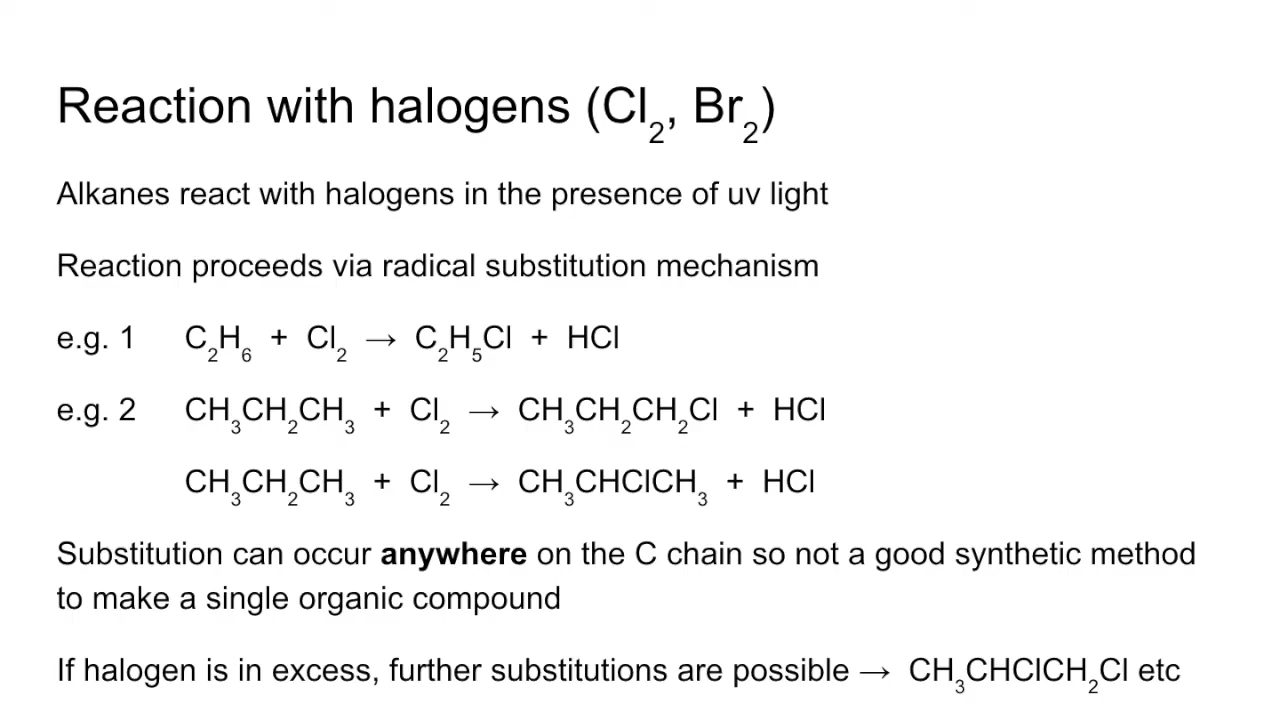 Reaction with halogens (Cl₂, Br₂)
Alkanes react with halogens in the presence of uv light
Reaction proceeds via radical substitution mechanism
e.g. 1 C₂H₆ + Cl₂ → C₂H₅Cl + HCl
e.g. 2 CH₃CH₂CH₃ + Cl₂ → CH₃CH₂CH₂Cl + HCl
CH₃CH₂CH₃ + Cl₂ → CH₃CHClCH₃ + HCl
Substitution can occur anywhere on the C chain so not a good synthetic method
to make a single organic compound
If halogen is in excess, further substitutions are possible → CH₃CHClCH₂Cl etc